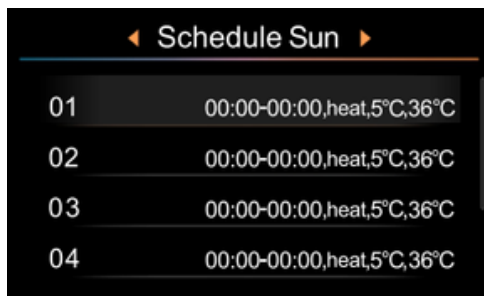 Schedule Sun
01 00:00-00:00,heat,5°C,36°C
02 00:00-00:00,heat,5°C,36°C
03 00:00-00:00,heat,5°C,36°C
04 00:00-00:00,heat,5°C,36°C